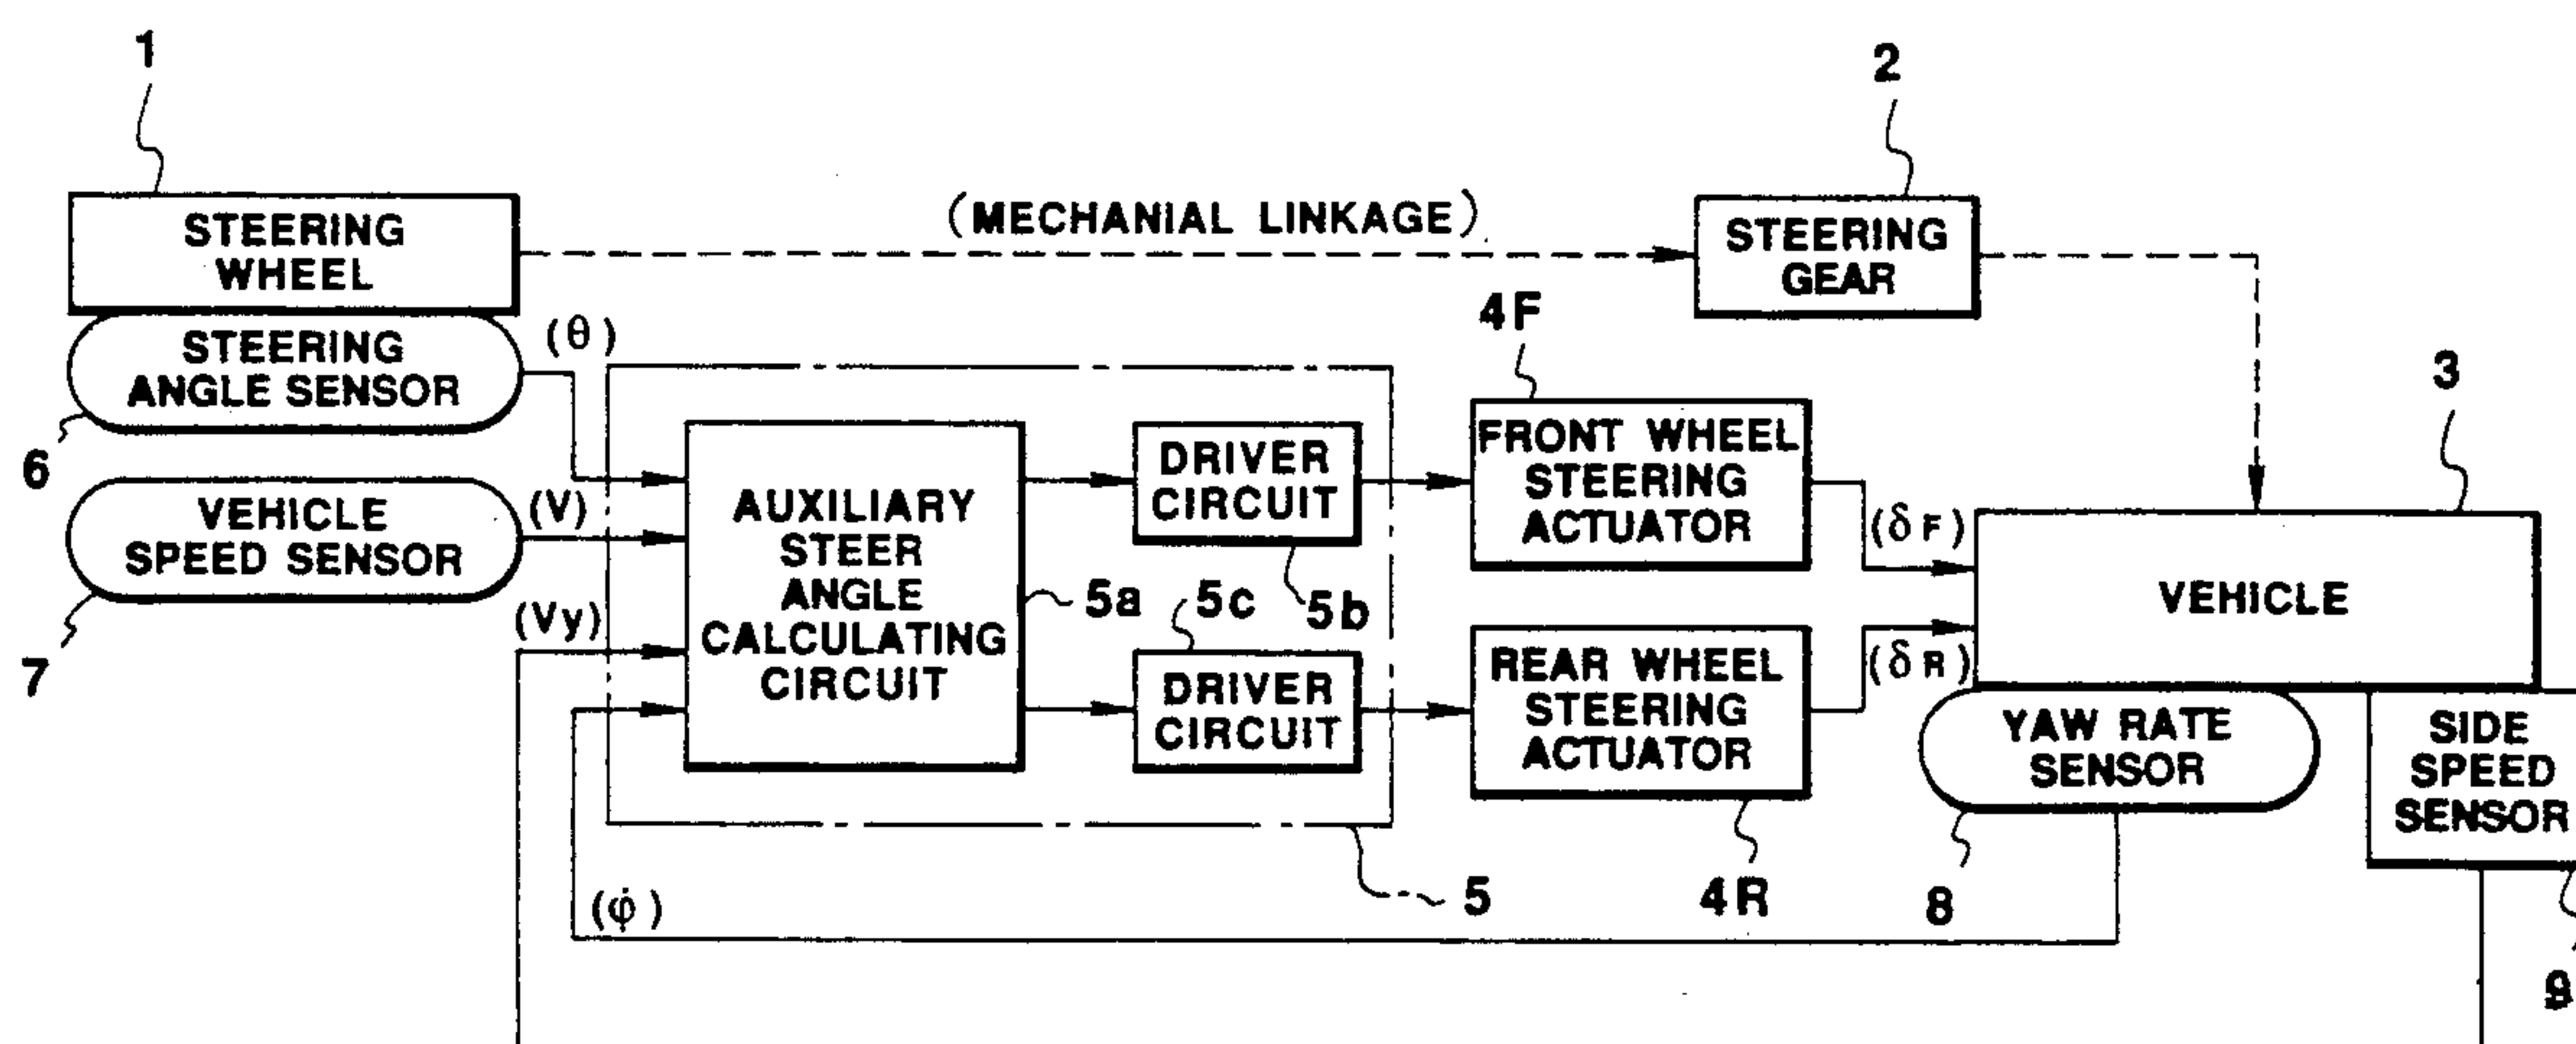 1
2
STEERING
WHEEL
(MECHANIAL LINKAGE)
STEERING
GEAR
STEERING
ANGLE SENSOR
(θ)
6
4F
3
VEHICLE
SPEED SENSOR
(V)
7
(Vy)
(φ̇)
AUXILIARY
STEER
ANGLE
CALCULATING
CIRCUIT
5a
DRIVER
CIRCUIT
5b
5c
DRIVER
CIRCUIT
5
FRONT WHEEL
STEERING
ACTUATOR
(δF)
REAR WHEEL
STEERING
ACTUATOR
(δR)
4R
VEHICLE
YAW RATE
SENSOR
8
SIDE
SPEED
SENSOR
9